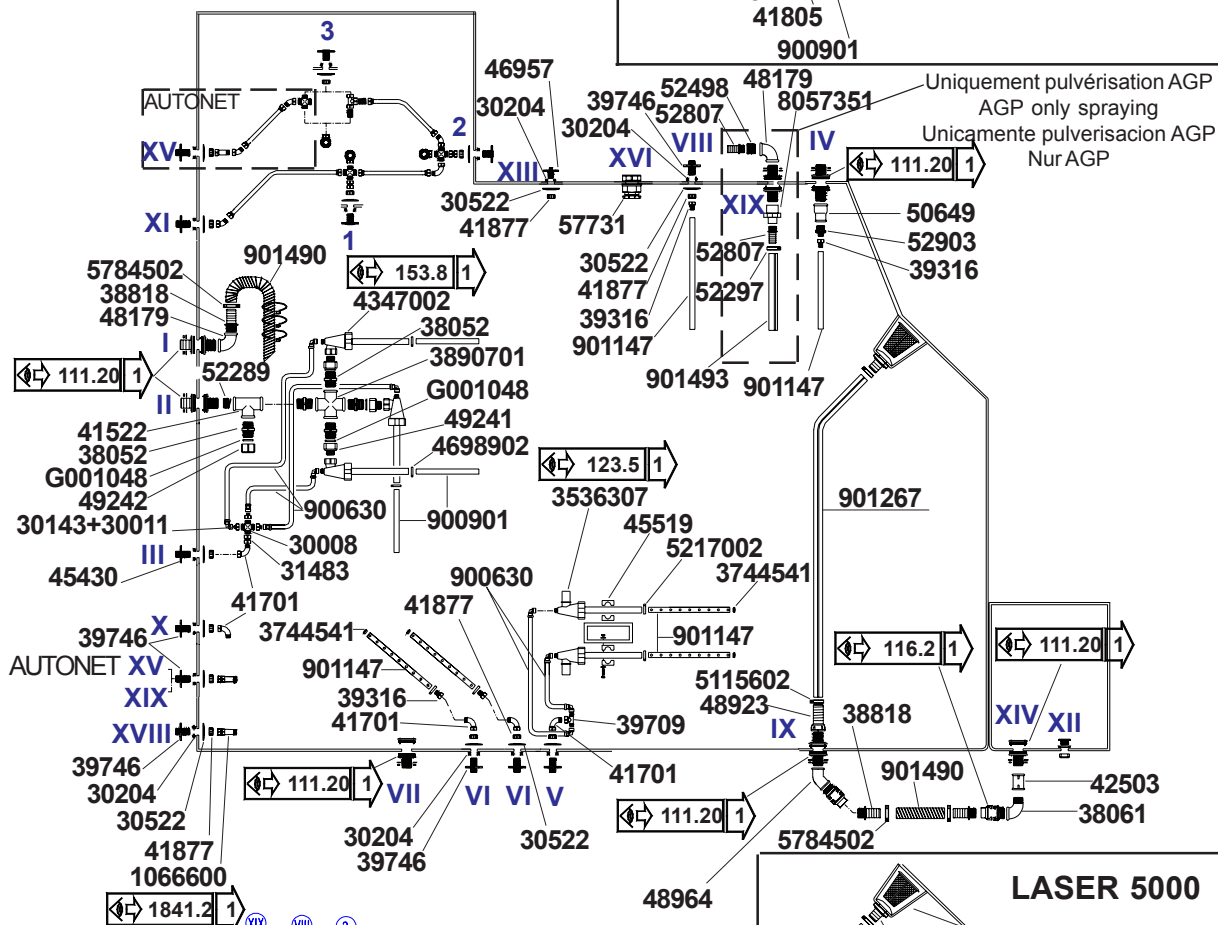 41805
900901
3
46957
30204
39746
52498
52807
48179
8057351
Uniquement pulvérisation AGP
AGP only spraying
Unicamente pulverisacion AGP
Nur AGP
AUTONET
2
XV
XIII
XVI
30204
VIII
IV
111.20 1
30522
41877
57731
XIX
50649
52903
39316
XI
1
901490
153.8 1
5784502
38818
48179
4347002
38052
30522
41877
39316
901147
52807
52297
901493
901147
I
111.20 1
52289
3890701
G001048
II
41522
38052
G001048
49242
49241
4698902
123.5 1
3536307
901267
30143+30011
900630
900901
30008
45519
III
31483
5217002
45430
900630
3744541
41701
41877
X
39746
3744541
901147
116.2 1
111.20 1
AUTONET XV
901147
XIX
39316
5115602
48923
41701
39709
IX
38818
XIV
XII
XVIII
39746
111.20 1
VII
VI
VI
V
41701
901490
42503
30204
30522
111.20 1
38061
30204
30522
5784502
41877
39746
1066600
48964
LASER 5000
1841.2 1
XIX
VIII
2